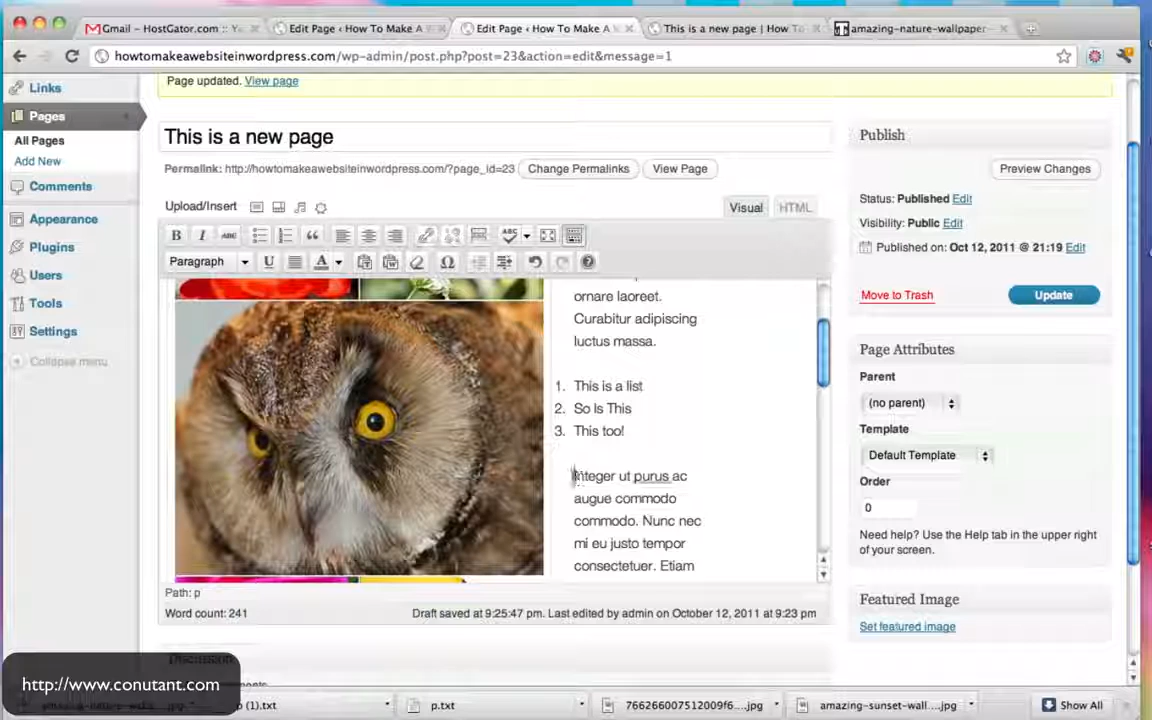 Gmail – HostGator.com :: Y
Edit Page ‹ How To Make A
Edit Page ‹ How To Make A
This is a new page | How To
amazing-nature-wallpaper
howtomakeawebsiteinwordpress.com/wp-admin/post.php?post=23&action=edit&message=1
Links
Pages
All Pages
Add New
Comments
Appearance
Plugins
Users
Tools
Settings
Collapse menu
Page updated. View page
This is a new page
Permalink: http://howtomakeawebsiteinwordpress.com/?page_id=23 Change Permalinks View Page
Upload/Insert
Visual HTML
B I ABC ABC
Paragraph U A
ornare laoreet.
Curabitur adipiscing
luctus massa.
1. This is a list
2. So Is This
3. This too!
Integer ut purus ac
augue commodo
commodo. Nunc nec
mi eu justo tempor
consectetuer. Etiam
Path: p
Word count: 241 Draft saved at 9:25:47 pm. Last edited by admin on October 12, 2011 at 9:23 pm
Discussion
Publish
Preview Changes
Status: Published Edit
Visibility: Public Edit
Published on: Oct 12, 2011 @ 21:19 Edit
Move to Trash Update
Page Attributes
Parent
(no parent)
Template
Default Template
Order
0
Need help? Use the Help tab in the upper right
of your screen.
Featured Image
Set featured image
http://www.conutant.com
p (1).txt
p.txt
766266007512009f6....jpg
amazing-sunset-wall....jpg
Show All